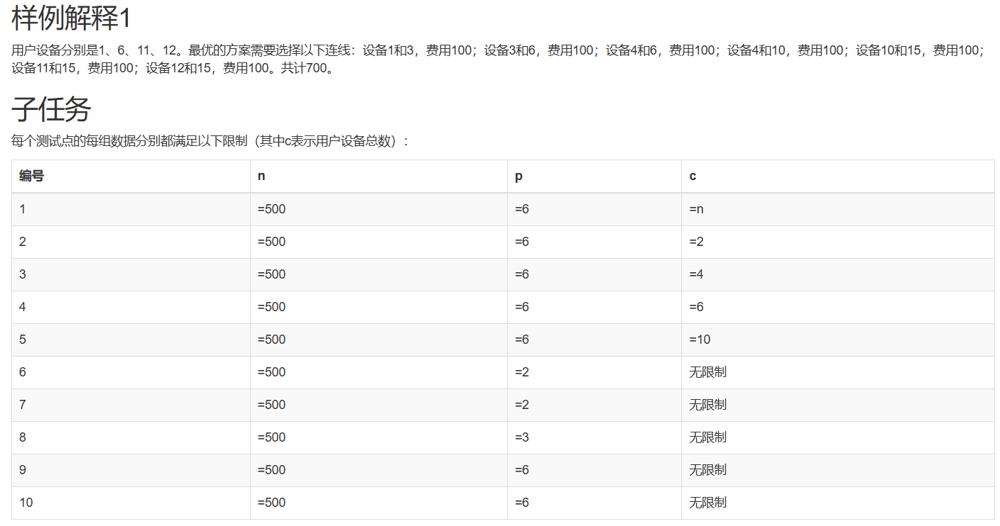 样例解释1
用户设备分别是1、6、11、12。最优的方案需要选择以下连线：设备1和3，费用100；设备3和6，费用100；设备4和6，费用100；设备4和10，费用100；设备10和15，费用100；
设备11和15，费用100；设备12和15，费用100。共计700。
子任务
每个测试点的每组数据分别都满足以下限制（其中c表示用户设备总数）：
编号 n p c
1 =500 =6 =n
2 =500 =6 =2
3 =500 =6 =4
4 =500 =6 =6
5 =500 =6 =10
6 =500 =2 无限制
7 =500 =2 无限制
8 =500 =3 无限制
9 =500 =6 无限制
10 =500 =6 无限制